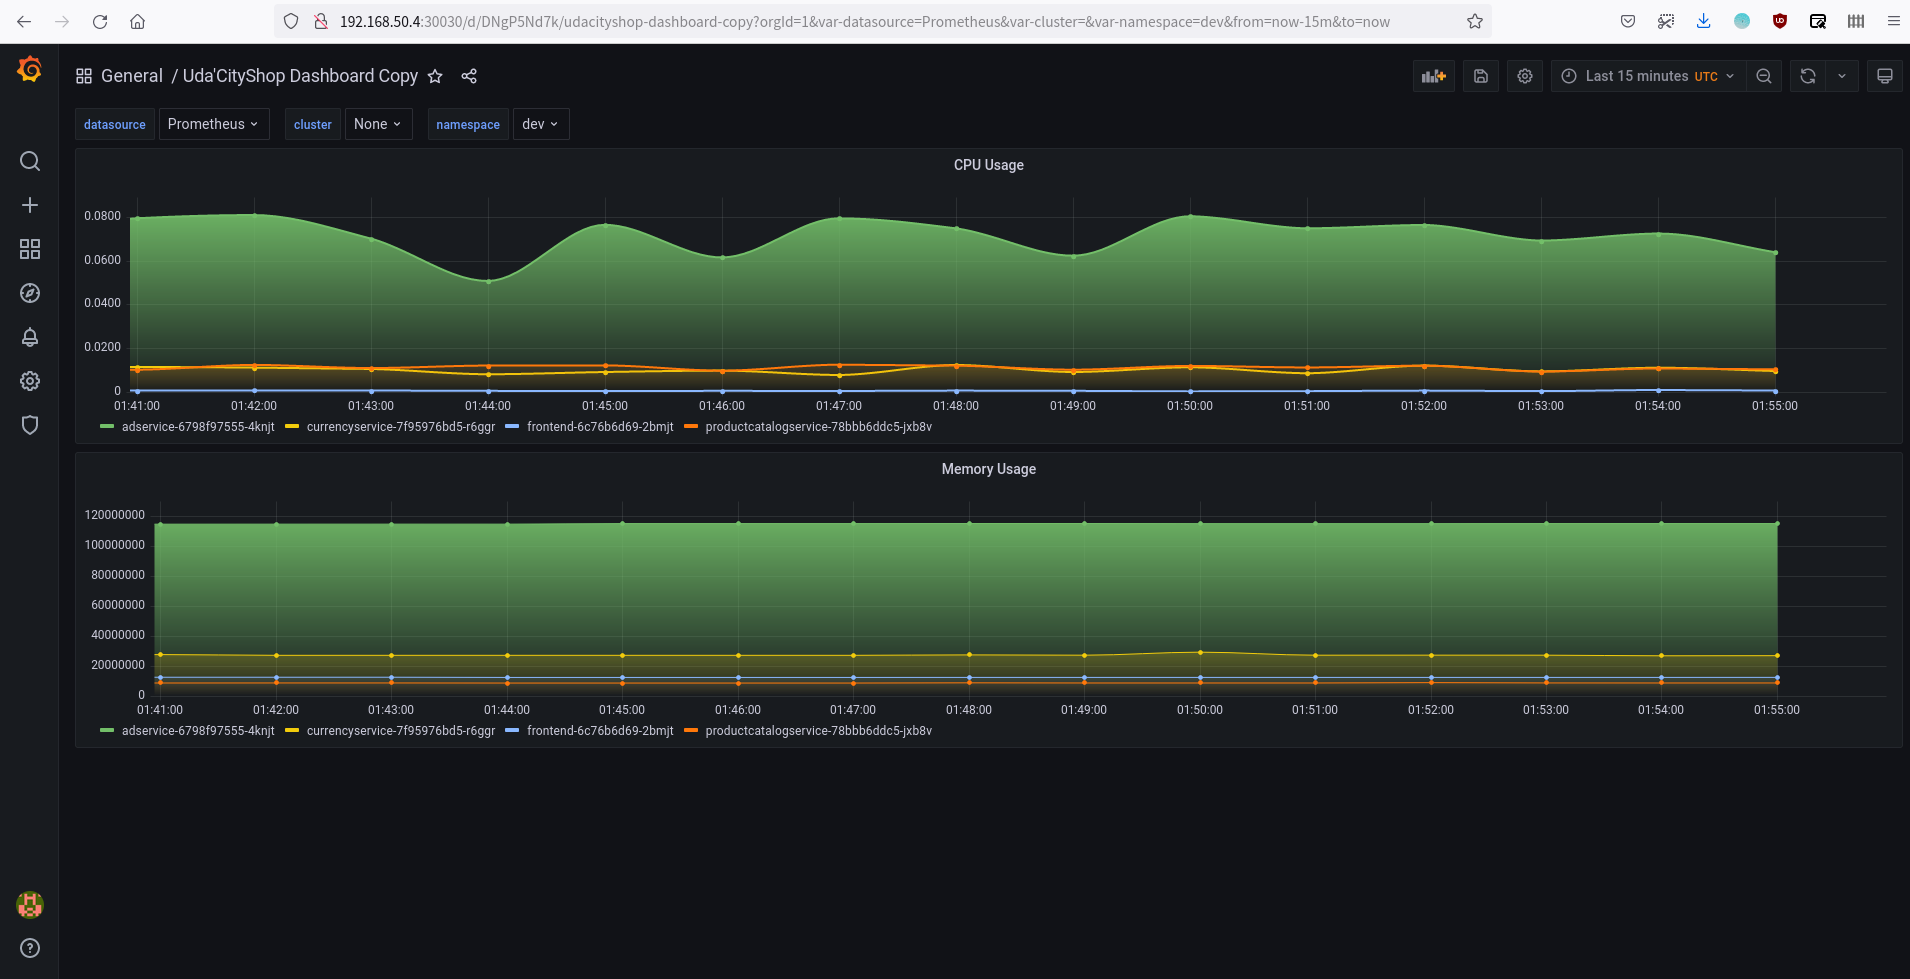 192.168.50.4:30030/d/DNgP5Nd7k/udacityshop-dashboard-copy?orgId=1&var-datasource=Prometheus&var-cluster=&var-namespace=dev&from=now-15m&to=now
General / Uda'CityShop Dashboard Copy
Last 15 minutes UTC
datasource Prometheus cluster None namespace dev
CPU Usage
0.0800
0.0600
0.0400
0.0200
0
01:41:00 01:42:00 01:43:00 01:44:00 01:45:00 01:46:00 01:47:00 01:48:00 01:49:00 01:50:00 01:51:00 01:52:00 01:53:00 01:54:00 01:55:00
adservice-6798f97555-4knjt currencyservice-7f95976bd5-r6ggr frontend-6c76b6d69-2bmjt productcatalogservice-78bbb6ddc5-jxb8v
Memory Usage
120000000
100000000
80000000
60000000
40000000
20000000
0
01:41:00 01:42:00 01:43:00 01:44:00 01:45:00 01:46:00 01:47:00 01:48:00 01:49:00 01:50:00 01:51:00 01:52:00 01:53:00 01:54:00 01:55:00
adservice-6798f97555-4knjt currencyservice-7f95976bd5-r6ggr frontend-6c76b6d69-2bmjt productcatalogservice-78bbb6ddc5-jxb8v